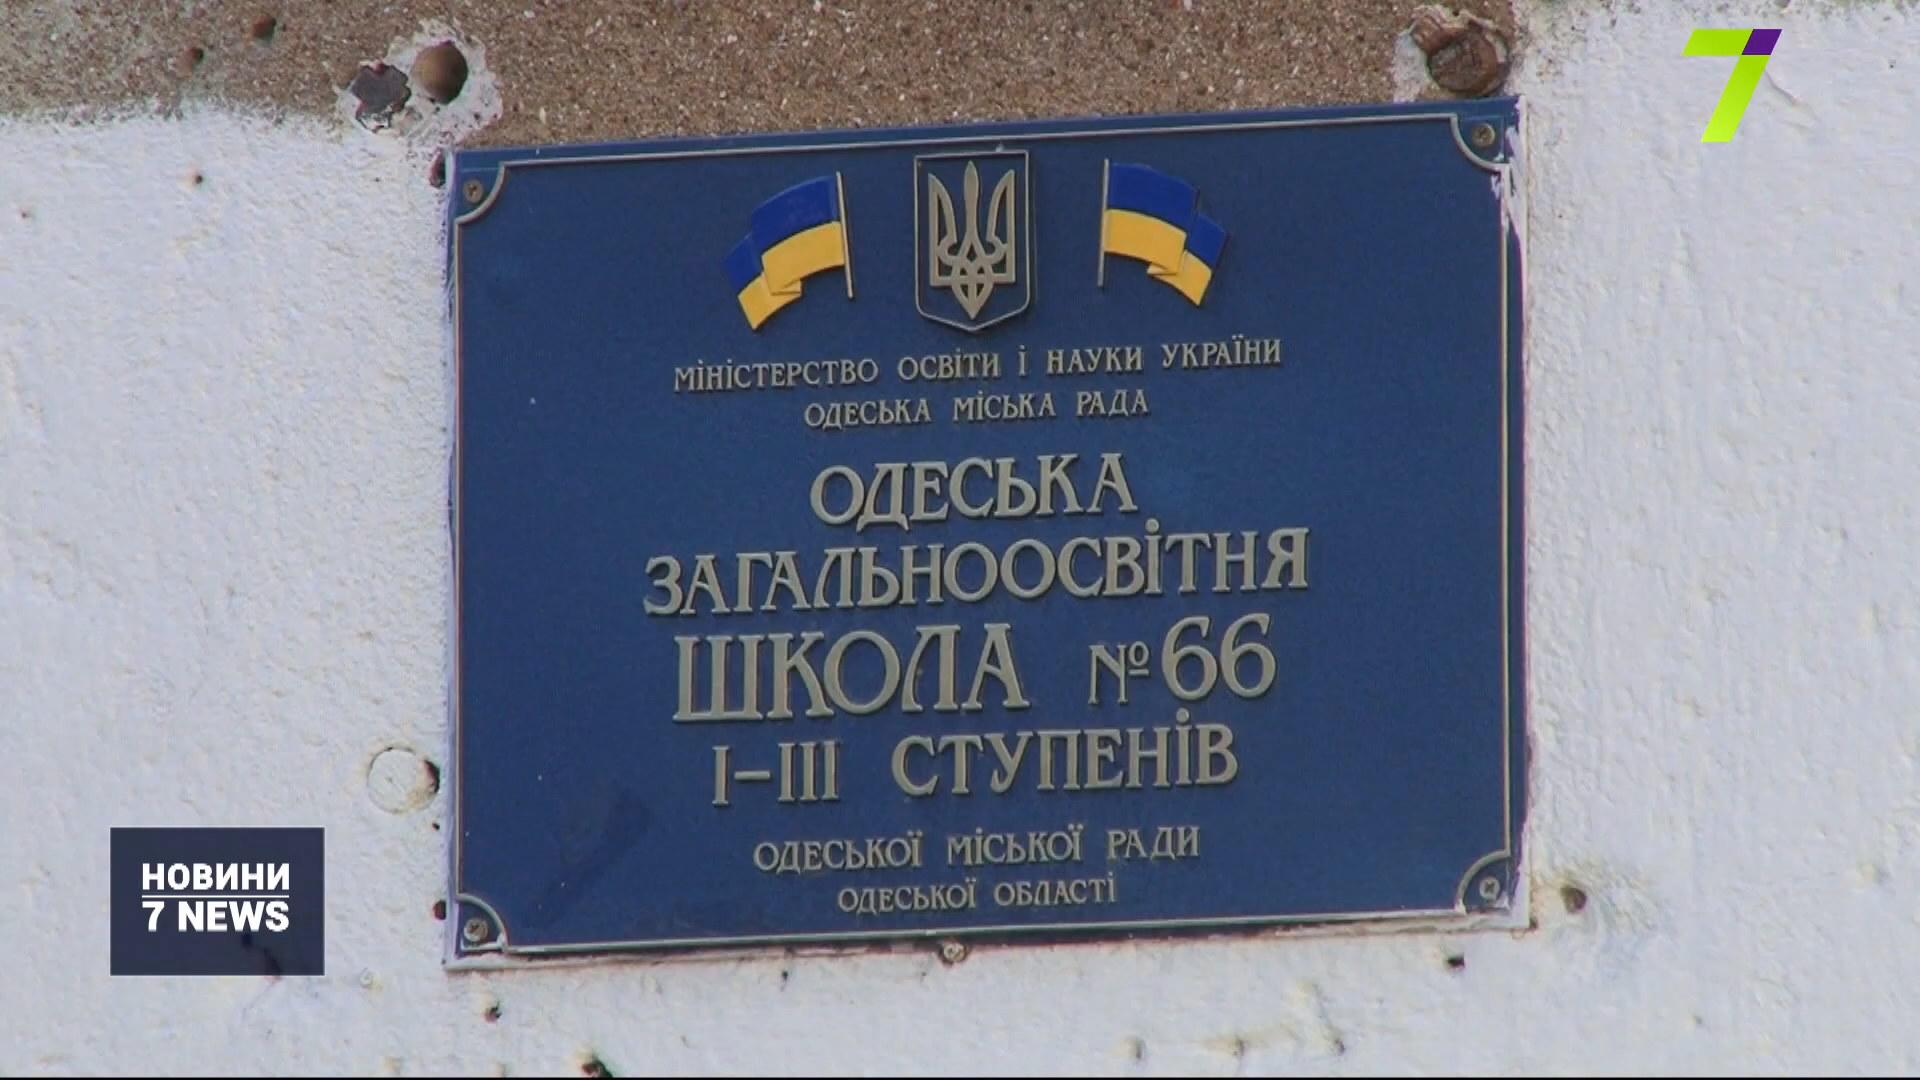 7
МІНІСТЕРСТВО ОСВІТИ І НАУКИ УКРАЇНИ
ОДЕСЬКА МІСЬКА РАДА
ОДЕСЬКА
ЗАГАЛЬНООСВІТНЯ
ШКОЛА №66
І-ІІІ СТУПЕНІВ
ОДЕСЬКОЇ МІСЬКОЇ РАДИ
ОДЕСЬКОЇ ОБЛАСТІ
НОВИНИ
7 NEWS